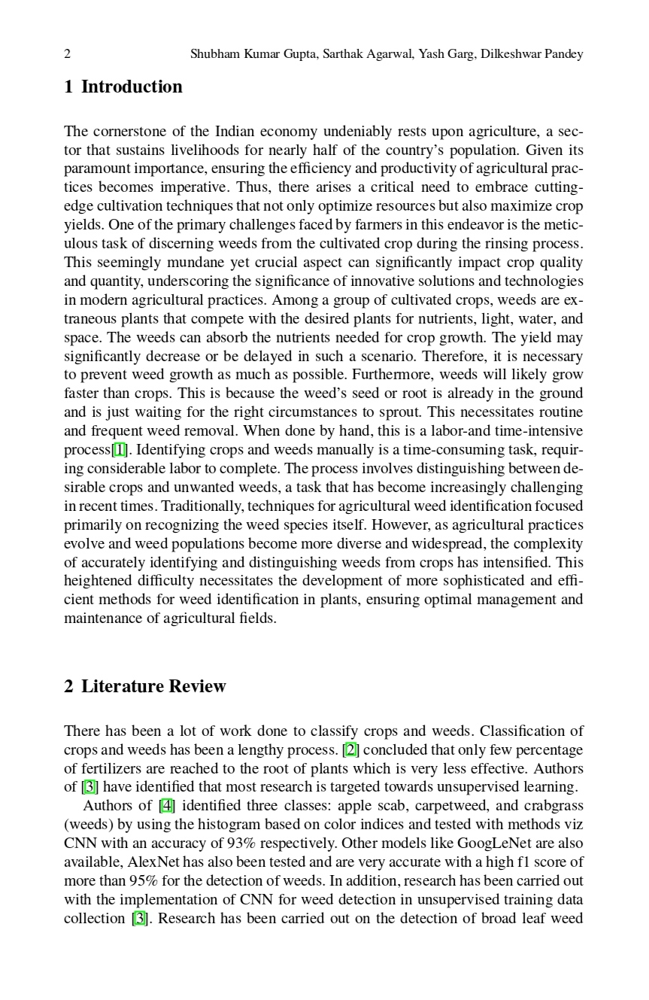 2 Shubham Kumar Gupta, Sarthak Agarwal, Yash Garg, Dilkeshwar Pandey
1 Introduction
The cornerstone of the Indian economy undeniably rests upon agriculture, a sec-
tor that sustains livelihoods for nearly half of the country's population. Given its
paramount importance, ensuring the efficiency and productivity of agricultural prac-
tices becomes imperative. Thus, there arises a critical need to embrace cutting-
edge cultivation techniques that not only optimize resources but also maximize crop
yields. One of the primary challenges faced by farmers in this endeavor is the metic-
ulous task of discerning weeds from the cultivated crop during the rinsing process.
This seemingly mundane yet crucial aspect can significantly impact crop quality
and quantity, underscoring the significance of innovative solutions and technologies
in modern agricultural practices. Among a group of cultivated crops, weeds are ex-
traneous plants that compete with the desired plants for nutrients, light, water, and
space. The weeds can absorb the nutrients needed for crop growth. The yield may
significantly decrease or be delayed in such a scenario. Therefore, it is necessary
to prevent weed growth as much as possible. Furthermore, weeds will likely grow
faster than crops. This is because the weed's seed or root is already in the ground
and is just waiting for the right circumstances to sprout. This necessitates routine
and frequent weed removal. When done by hand, this is a labor-and time-intensive
process[1]. Identifying crops and weeds manually is a time-consuming task, requir-
ing considerable labor to complete. The process involves distinguishing between de-
sirable crops and unwanted weeds, a task that has become increasingly challenging
in recent times. Traditionally, techniques for agricultural weed identification focused
primarily on recognizing the weed species itself. However, as agricultural practices
evolve and weed populations become more diverse and widespread, the complexity
of accurately identifying and distinguishing weeds from crops has intensified. This
heightened difficulty necessitates the development of more sophisticated and effi-
cient methods for weed identification in plants, ensuring optimal management and
maintenance of agricultural fields.
2 Literature Review
There has been a lot of work done to classify crops and weeds. Classification of
crops and weeds has been a lengthy process. [2] concluded that only few percentage
of fertilizers are reached to the root of plants which is very less effective. Authors
of [3] have identified that most research is targeted towards unsupervised learning.
Authors of [4] identified three classes: apple scab, carpetweed, and crabgrass
(weeds) by using the histogram based on color indices and tested with methods viz
CNN with an accuracy of 93% respectively. Other models like GoogLeNet are also
available, AlexNet has also been tested and are very accurate with a high f1 score of
more than 95% for the detection of weeds. In addition, research has been carried out
with the implementation of CNN for weed detection in unsupervised training data
collection [3]. Research has been carried out on the detection of broad leaf weed